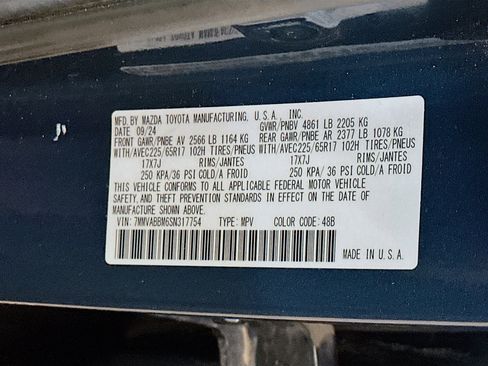 MFD. BY MAZDA TOYOTA MANUFACTURING, U.S.A., INC.
DATE 09/24 GVWR/PNBV 4861 LB 2205 KG
FRONT GAWR/PNBE AV 2566 LB 1164 KG REAR GAWR/PNBE AR 2377 LB 1078 KG
WITH/AVEC225/65R17 102H TIRES/PNEUS WITH/AVEC225/65R17 102H TIRES/PNEUS
17X7J RIMS/JANTES 17X7J RIMS/JANTES
250 KPA/36 PSI COLD/A FROID 250 KPA/ 36 PSI COLD/A FROID
THIS VEHICLE CONFORMS TO ALL APPLICABLE FEDERAL MOTOR VEHICLE
SAFETY, AND THEFT PREVENTION STANDARDS IN EFFECT ON THE DATE OF
MANUFACTURE SHOWN ABOVE.
VIN: 7MMVABBM6SN317754 TYPE: MPV COLOR CODE: 48B
MADE IN U.S.A.